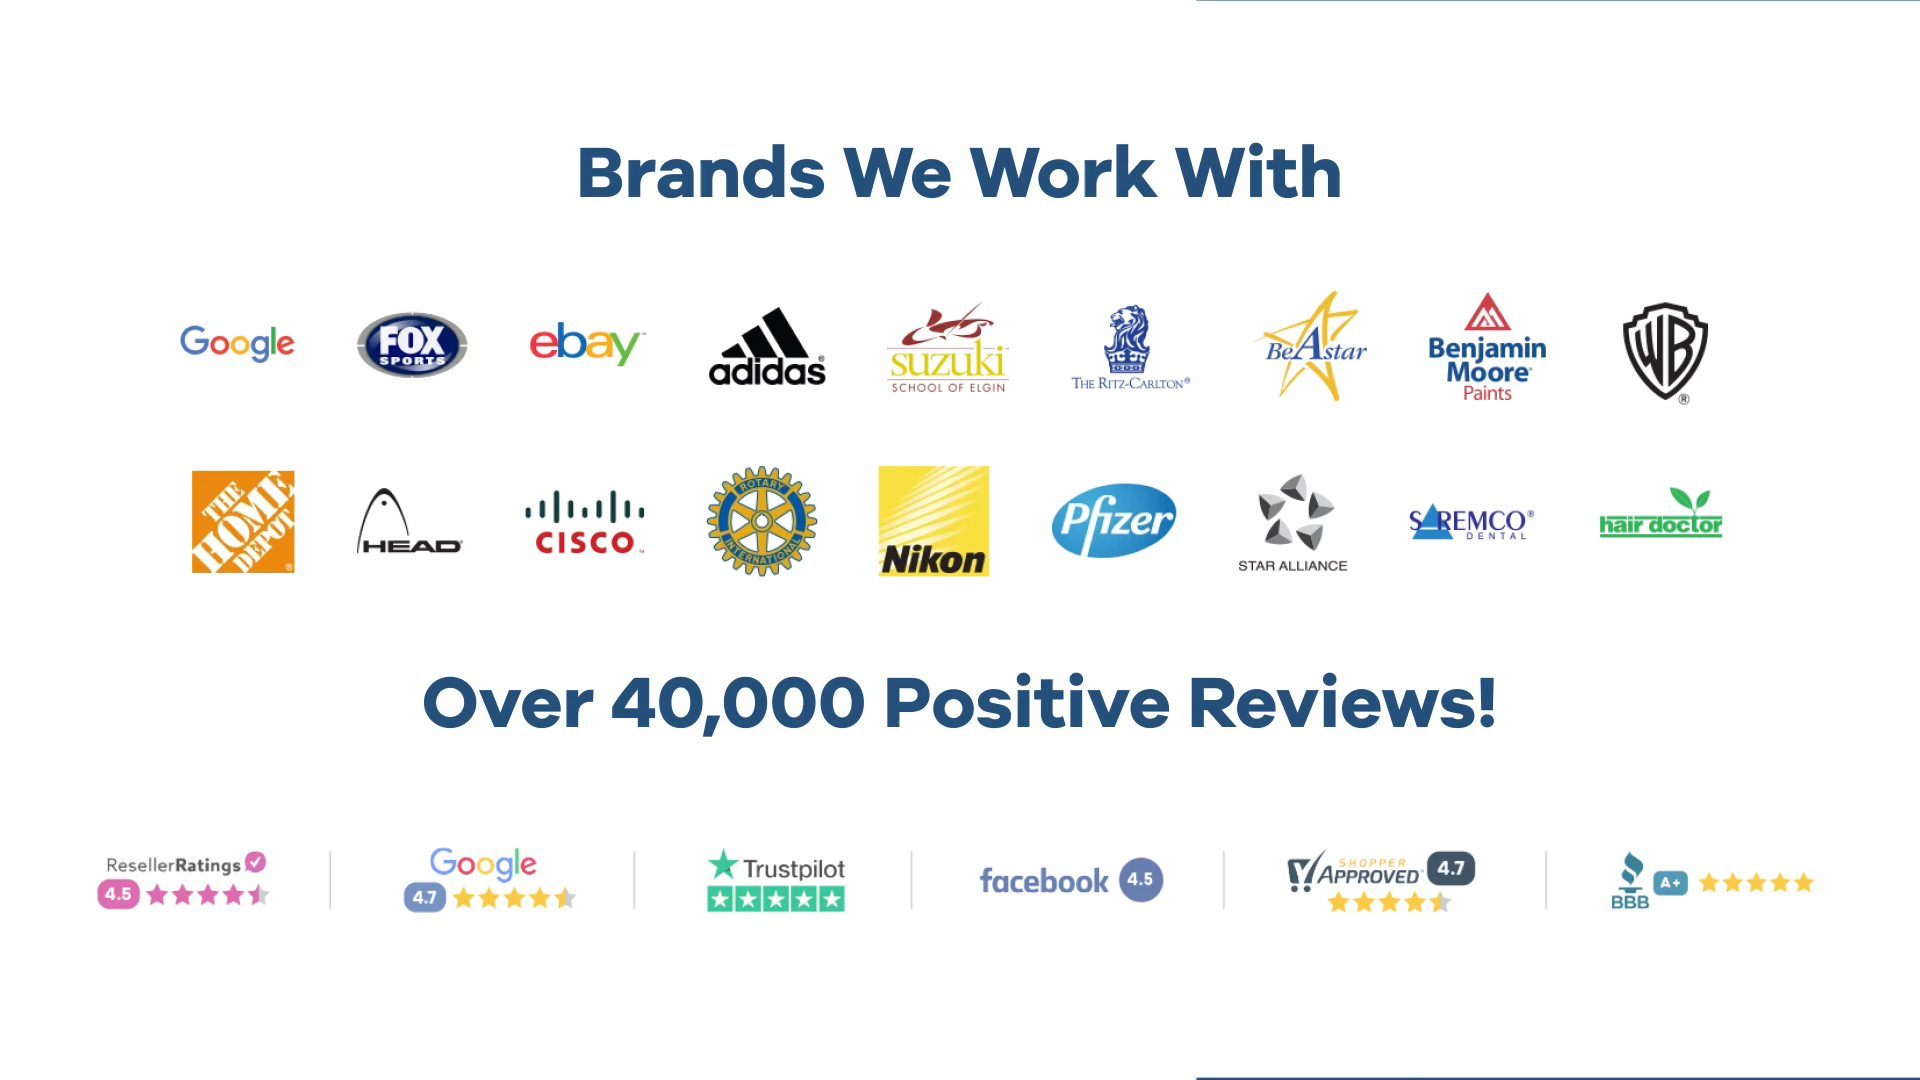 Brands We Work With
Google
FOX
SPORTS
ebay™
adidas®
suzuki
SCHOOL OF ELGIN
THE RITZ-CARLTON®
BeAstar
Benjamin
Moore®
Paints
WB®
THE
HOME
DEPOT®
HEAD
CISCO™
ROTARY
INTERNATIONAL
Nikon
Pfizer
STAR ALLIANCE
SAREMCO®
DENTAL
hair doctor
Over 40,000 Positive Reviews!
ResellerRatings
4.5
Google
4.7
Trustpilot
facebook 4.5
SHOPPER
APPROVED® 4.7
BBB A+